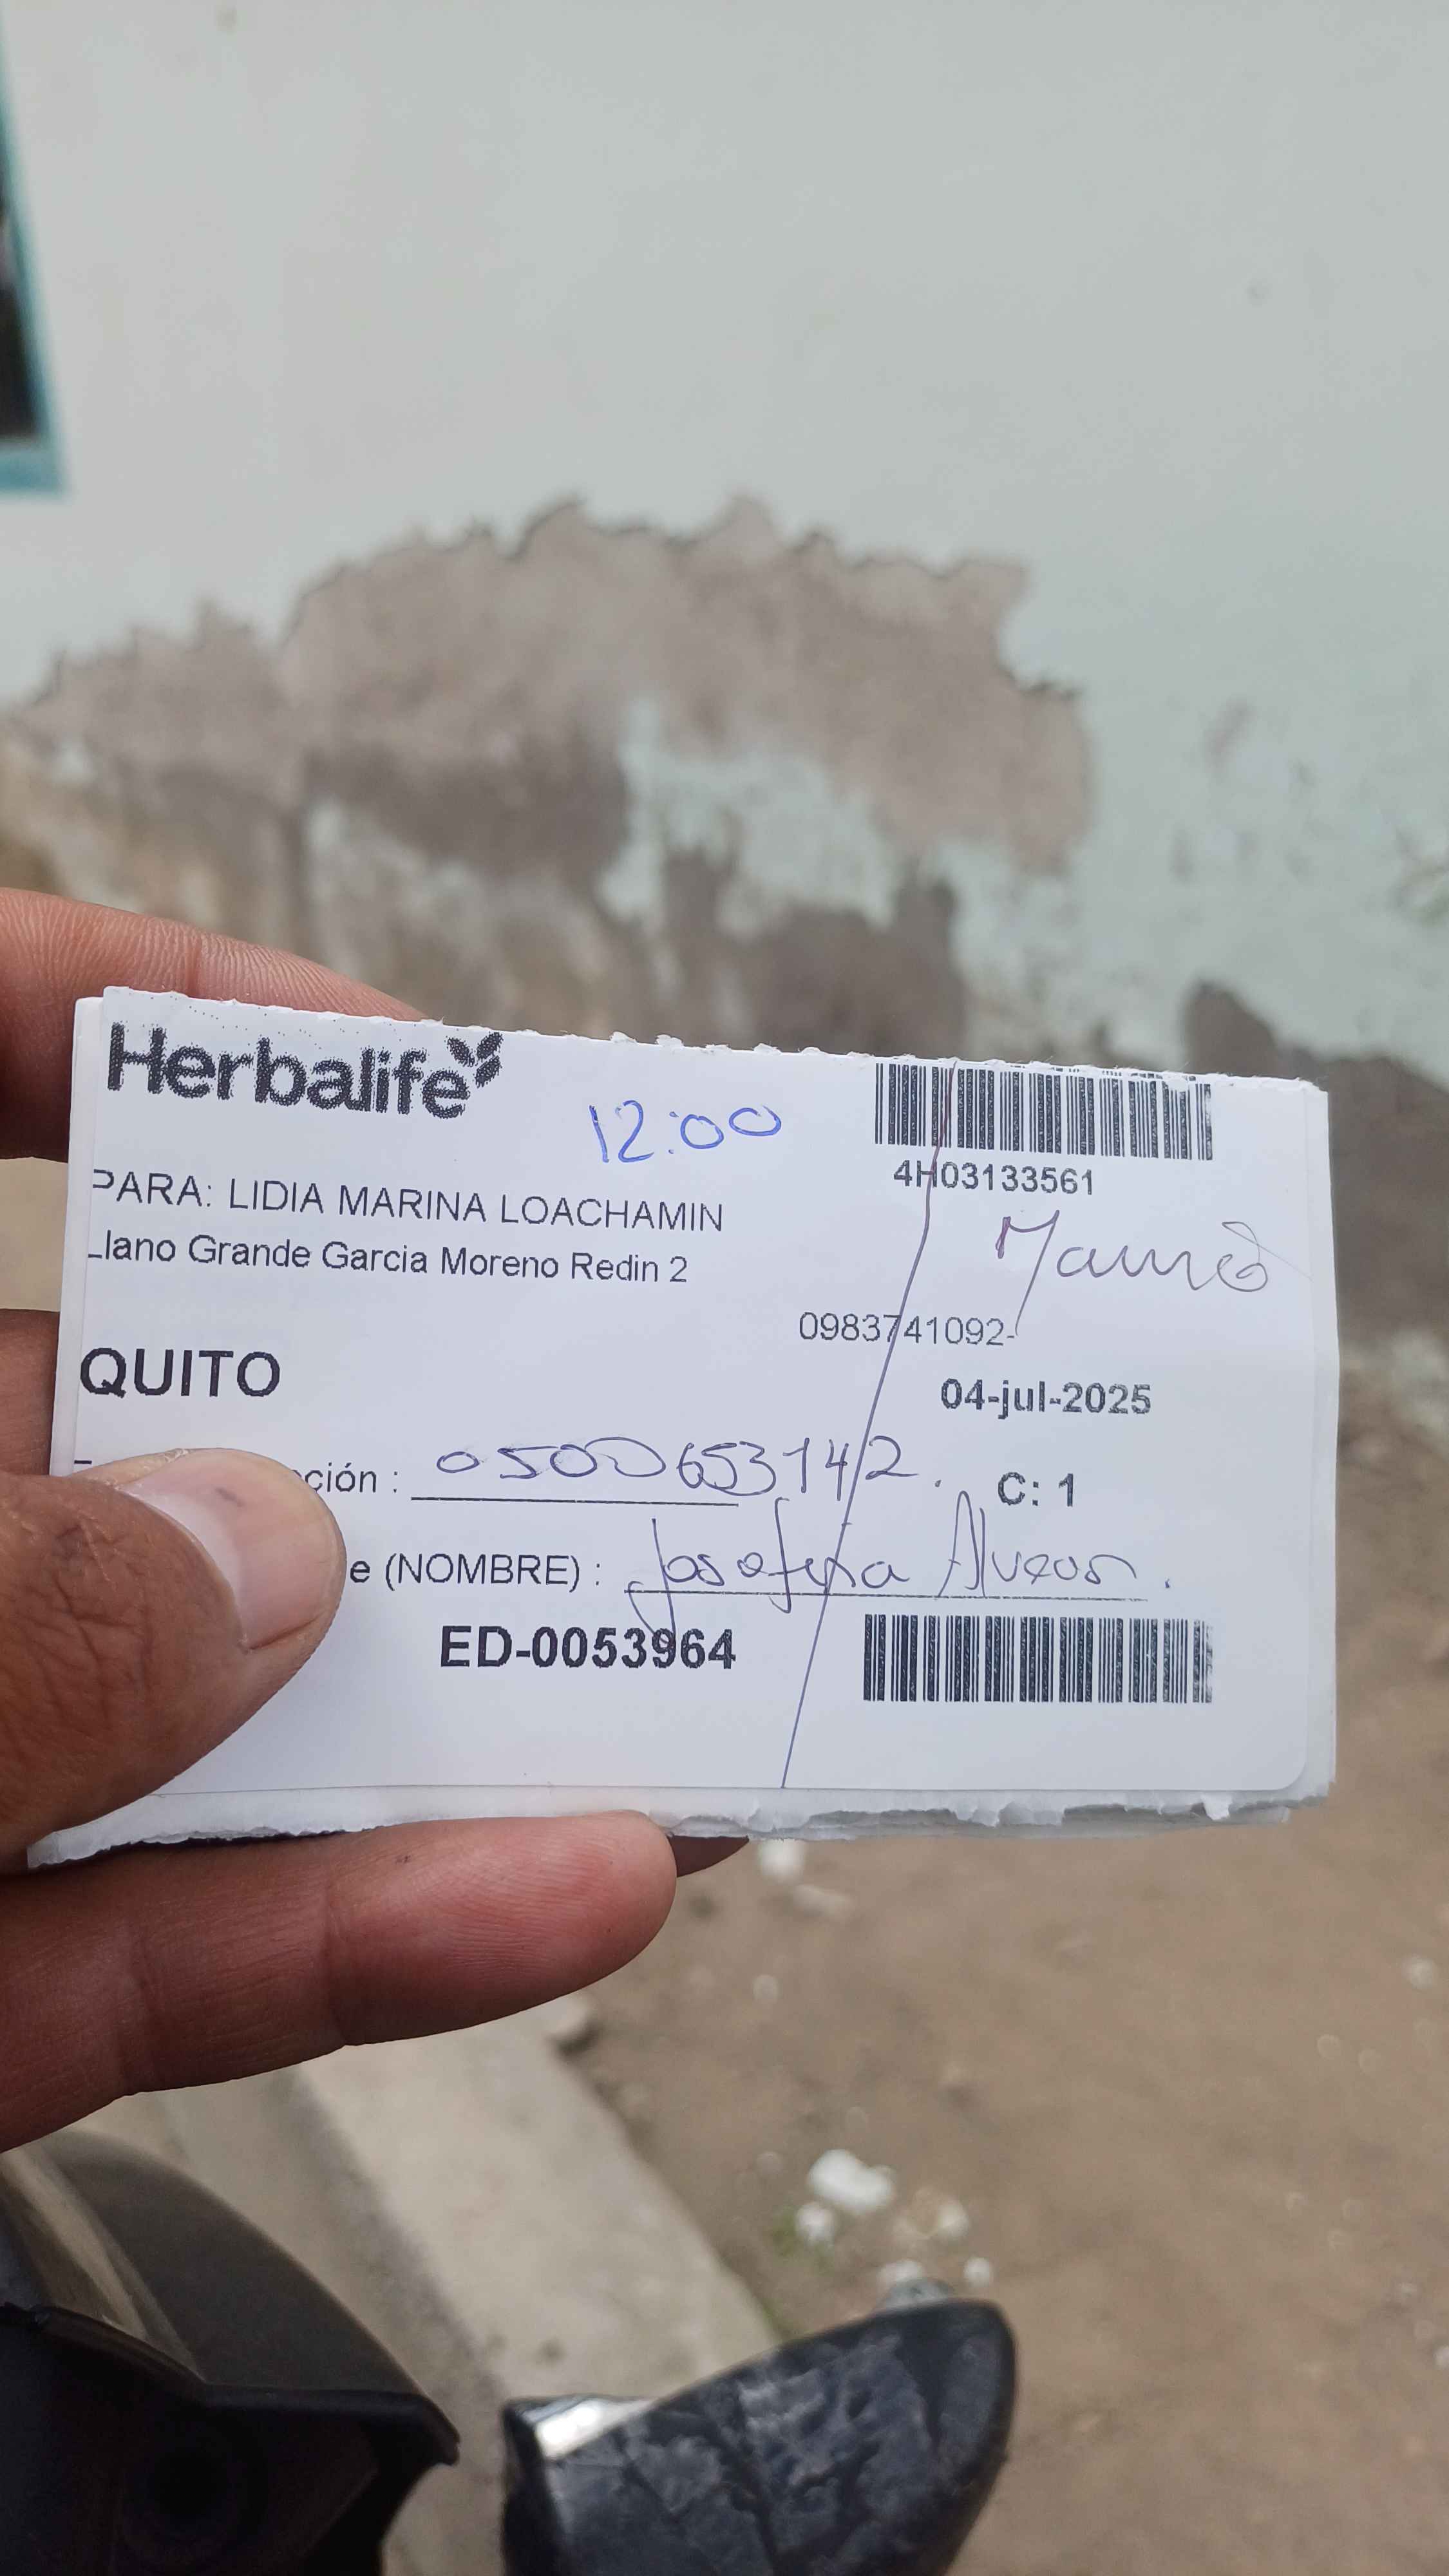 Herbalife
12:00
4H03133561
PARA: LIDIA MARINA LOACHAMIN
Llano Grande Garcia Moreno Redin 2
0983741092-
QUITO
04-jul-2025
ción : 0500653142.
C: 1
e (NOMBRE) : Josefina
ED-0053964